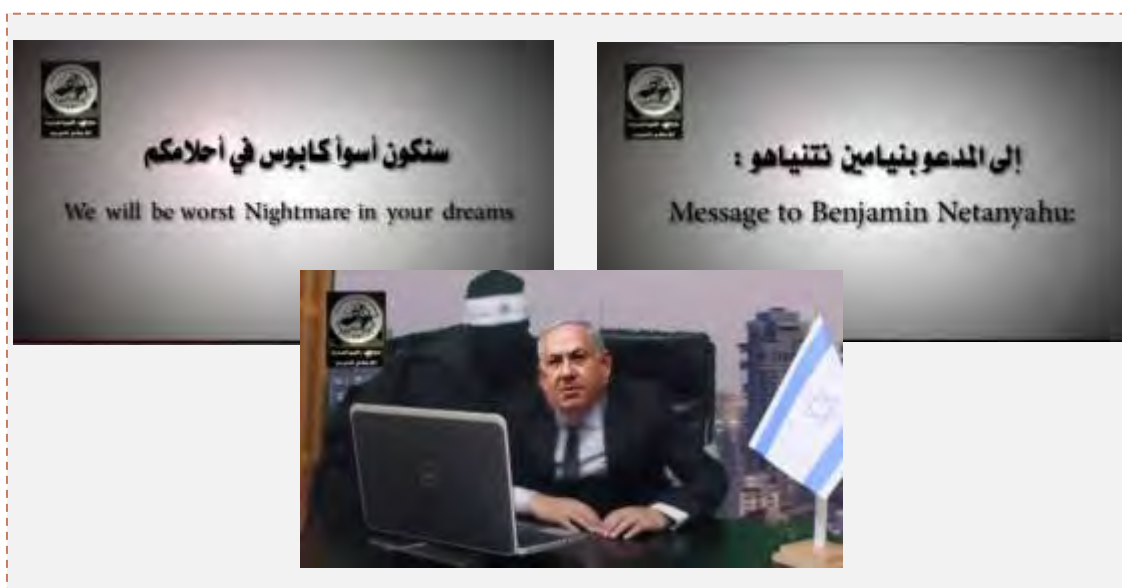 سنكون أسوأ كابوس في أحلامكم
We will be worst Nightmare in your dreams
إلى المدعو بنيامين نتنياهو :
Message to Benjamin Netanyahu: